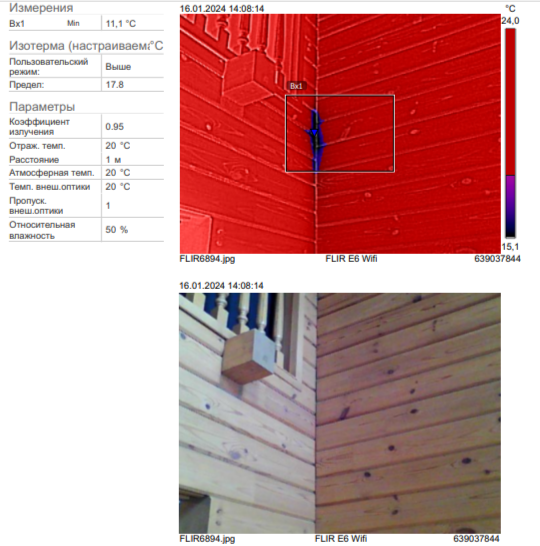 Измерения
Bx1 Min 11,1 °C
Изотерма (настраиваемі°C
Пользовательский режим: Выше
Предел: 17.8
Параметры
Коэффициент излучения 0.95
Отраж. темп. 20 °C
Расстояние 1 м
Атмосферная темп. 20 °C
Темп. внеш.оптики 20 °C
Пропуск. внеш.оптики 1
Относительная влажность 50 %
16.01.2024 14:08:14
°C
24,0
Bx1
15,1
FLIR6894.jpg FLIR E6 Wifi 639037844
16.01.2024 14:08:14
FLIR6894.jpg FLIR E6 Wifi 639037844